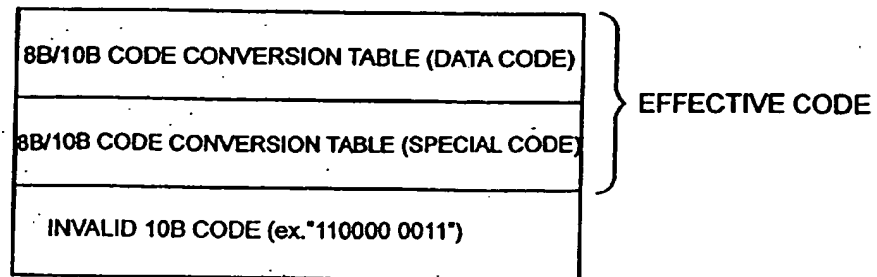 8B/10B CODE CONVERSION TABLE (DATA CODE)
EFFECTIVE CODE
8B/10B CODE CONVERSION TABLE (SPECIAL CODE)
INVALID 10B CODE (ex."110000 0011")